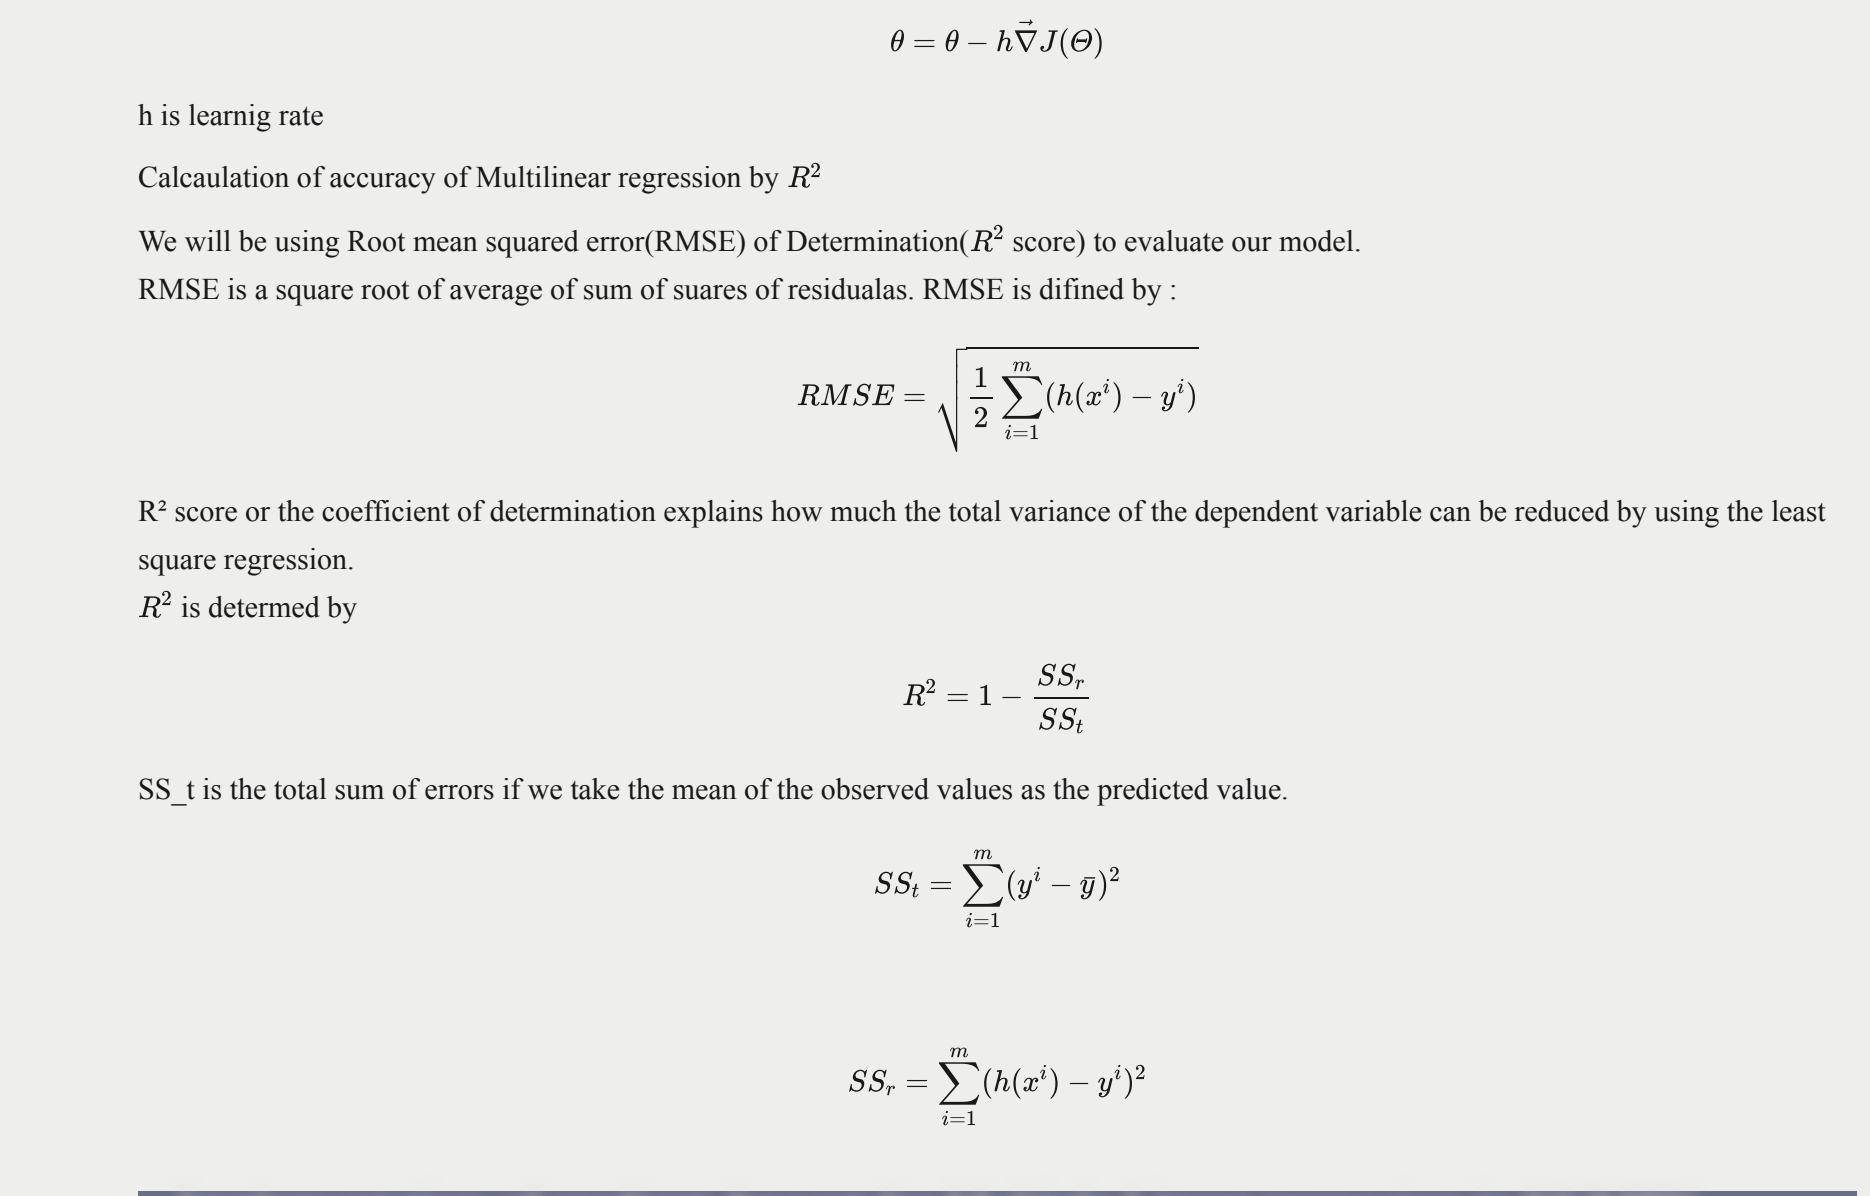 θ = θ − h∇⃗J(Θ)
h is learnig rate
Calcaulation of accuracy of Multilinear regression by R²
We will be using Root mean squared error(RMSE) of Determination(R² score) to evaluate our model.
RMSE is a square root of average of sum of suares of residualas. RMSE is difined by :
RMSE = √(1/2 ∑_{i=1}^{m} (h(xⁱ) − yⁱ))
R² score or the coefficient of determination explains how much the total variance of the dependent variable can be reduced by using the least
square regression.
R² is determed by
R² = 1 − SS_r/SS_t
SS_t is the total sum of errors if we take the mean of the observed values as the predicted value.
SS_t = ∑_{i=1}^{m} (yⁱ − ȳ)²
SS_r = ∑_{i=1}^{m} (h(xⁱ) − yⁱ)²